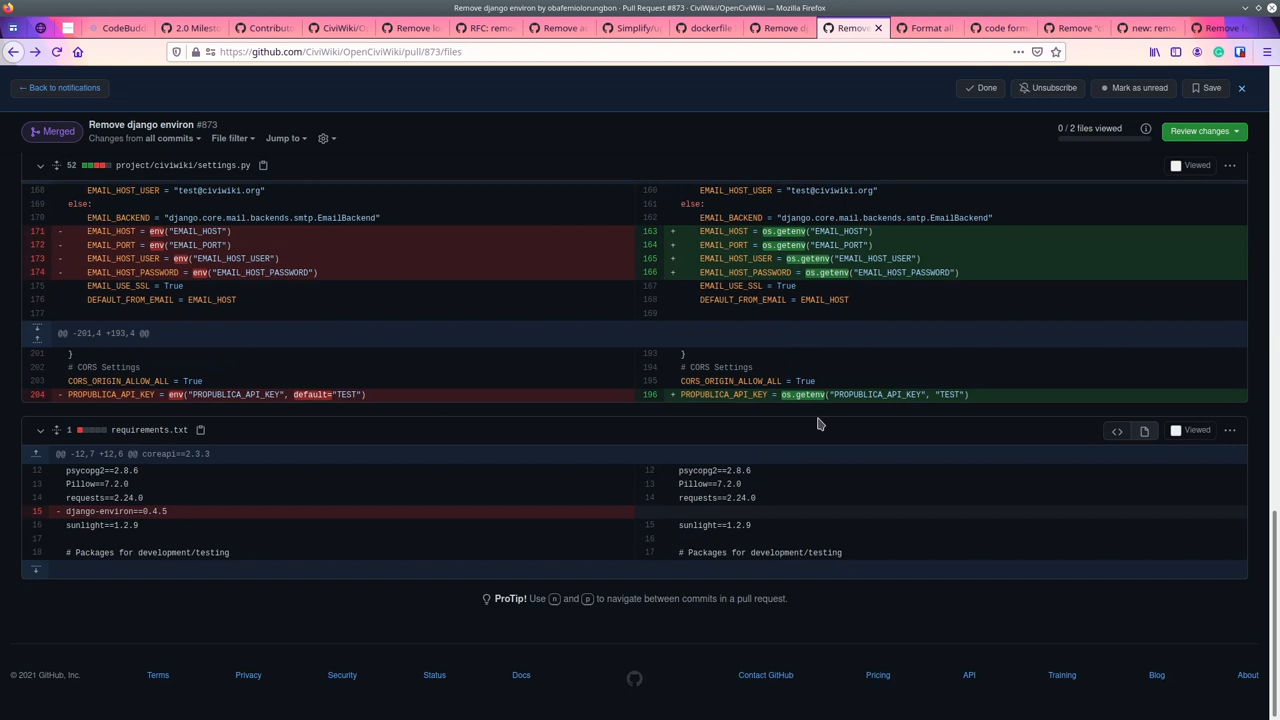 Remove django environ by obafemiolorungbon · Pull Request #873 · CiviWiki/OpenCiviWiki — Mozilla Firefox
CodeBudd
2.0 Milest
Contributo
CiviWiki/O
Remove lo
RFC: remo
Remove ac
Simplify/u
dockerfile
Remove dj
Remove
Format all
code form
Remove "c
new: remo
Remove fo
https://github.com/CiviWiki/OpenCiviWiki/pull/873/files
← Back to notifications
Done
Unsubscribe
Mark as unread
Save
Merged
Remove django environ #873
Changes from all commits
File filter
Jump to
0 / 2 files viewed
Review changes
52 project/civiwiki/settings.py
Viewed
168 EMAIL_HOST_USER = "test@civiwiki.org" 160 EMAIL_HOST_USER = "test@civiwiki.org"
169 else: 161 else:
170 EMAIL_BACKEND = "django.core.mail.backends.smtp.EmailBackend" 162 EMAIL_BACKEND = "django.core.mail.backends.smtp.EmailBackend"
171 - EMAIL_HOST = env("EMAIL_HOST") 163 + EMAIL_HOST = os.getenv("EMAIL_HOST")
172 - EMAIL_PORT = env("EMAIL_PORT") 164 + EMAIL_PORT = os.getenv("EMAIL_PORT")
173 - EMAIL_HOST_USER = env("EMAIL_HOST_USER") 165 + EMAIL_HOST_USER = os.getenv("EMAIL_HOST_USER")
174 - EMAIL_HOST_PASSWORD = env("EMAIL_HOST_PASSWORD") 166 + EMAIL_HOST_PASSWORD = os.getenv("EMAIL_HOST_PASSWORD")
175 EMAIL_USE_SSL = True 167 EMAIL_USE_SSL = True
176 DEFAULT_FROM_EMAIL = EMAIL_HOST 168 DEFAULT_FROM_EMAIL = EMAIL_HOST
177 169
@@ -201,4 +193,4 @@
201 } 193 }
202 # CORS Settings 194 # CORS Settings
203 CORS_ORIGIN_ALLOW_ALL = True 195 CORS_ORIGIN_ALLOW_ALL = True
204 - PROPUBLICA_API_KEY = env("PROPUBLICA_API_KEY", default="TEST") 196 + PROPUBLICA_API_KEY = os.getenv("PROPUBLICA_API_KEY", "TEST")
1 requirements.txt
Viewed
@@ -12,7 +12,6 @@ coreapi==2.3.3
12 psycopg2==2.8.6 12 psycopg2==2.8.6
13 Pillow==7.2.0 13 Pillow==7.2.0
14 requests==2.24.0 14 requests==2.24.0
15 - django-environ==0.4.5
16 sunlight==1.2.9 15 sunlight==1.2.9
17 16
18 # Packages for development/testing 17 # Packages for development/testing
ProTip! Use n and p to navigate between commits in a pull request.
© 2021 GitHub, Inc.
Terms
Privacy
Security
Status
Docs
Contact GitHub
Pricing
API
Training
Blog
About